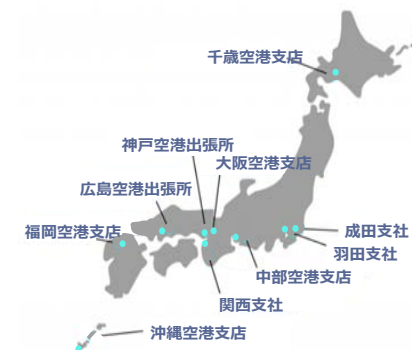 千歳空港支店
神戸空港出張所
大阪空港支店
広島空港出張所
福岡空港支店
成田支社
羽田支社
中部空港支店
関西支社
沖縄空港支店